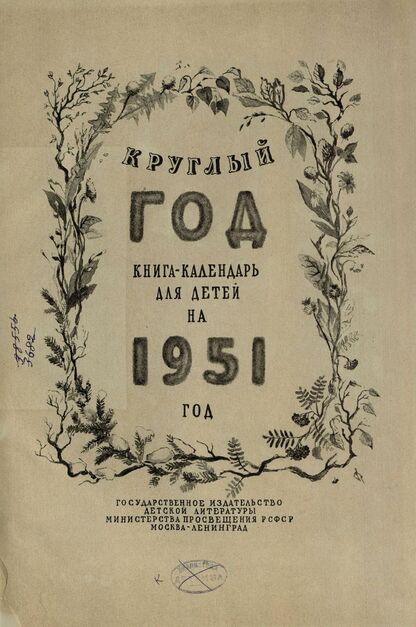 КРУГЛЫЙ
ГОД
КНИГА-КАЛЕНДАРЬ
ДЛЯ ДЕТЕЙ
НА
1951
ГОД
ГОСУДАРСТВЕННОЕ ИЗДАТЕЛЬСТВО
ДЕТСКОЙ ЛИТЕРАТУРЫ
МИНИСТЕРСТВА ПРОСВЕЩЕНИЯ РСФСР
МОСКВА-ЛЕНИНГРАД
К